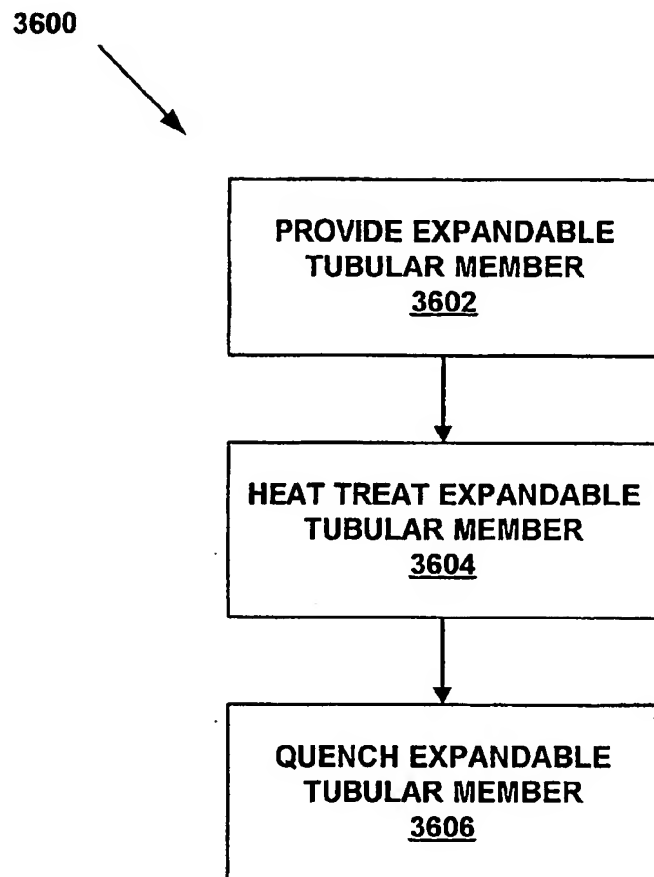 3600
PROVIDE EXPANDABLE
TUBULAR MEMBER
3602
HEAT TREAT EXPANDABLE
TUBULAR MEMBER
3604
QUENCH EXPANDABLE
TUBULAR MEMBER
3606